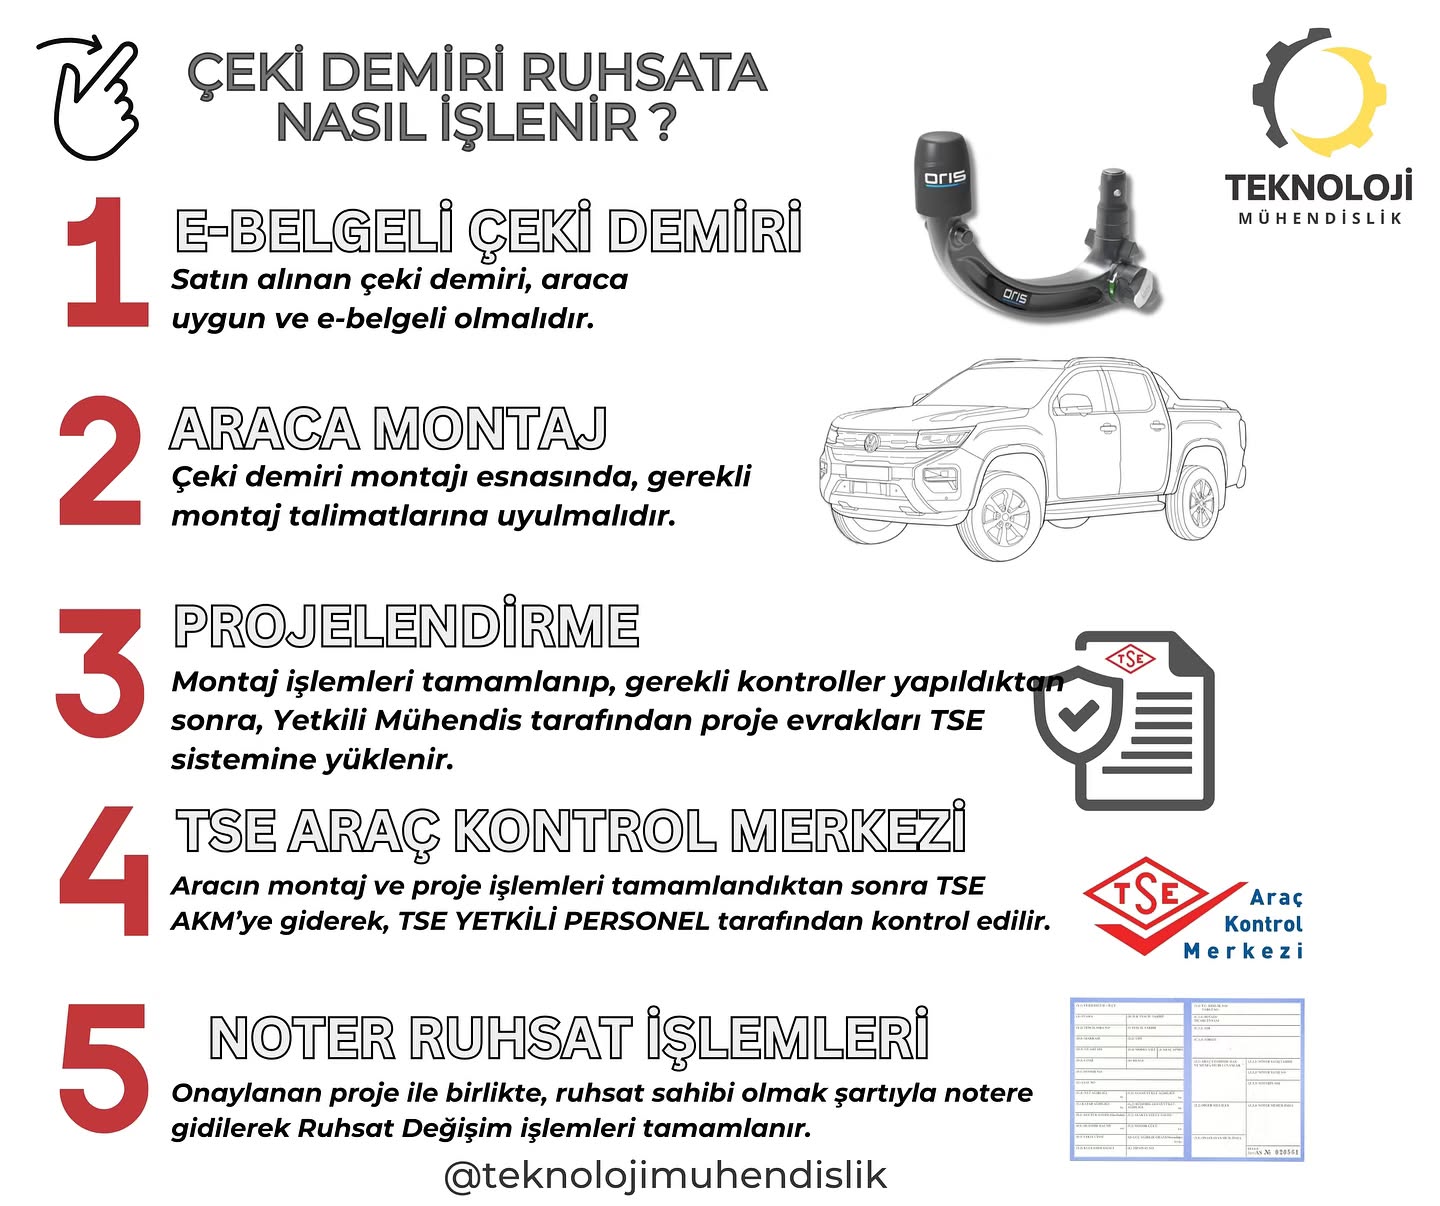 ÇEKİ DEMİRİ RUHSATA
NASIL İŞLENİR ?
TEKNOLOJİ
MÜHENDİSLİK
oris
oris
1
E-BELGELİ ÇEKİ DEMİRİ
Satın alınan çeki demiri, araca
uygun ve e-belgeli olmalıdır.
2
ARACA MONTAJ
Çeki demiri montajı esnasında, gerekli
montaj talimatlarına uyulmalıdır.
3
PROJELENDİRME
Montaj işlemleri tamamlanıp, gerekli kontroller yapıldıktan
sonra, Yetkili Mühendis tarafından proje evrakları TSE
sistemine yüklenir.
TSE
4
TSE ARAÇ KONTROL MERKEZİ
Aracın montaj ve proje işlemleri tamamlandıktan sonra TSE
AKM’ye giderek, TSE YETKİLİ PERSONEL tarafından kontrol edilir.
TSE
Araç
Kontrol
Merkezi
5
NOTER RUHSAT İŞLEMLERİ
Onaylanan proje ile birlikte, ruhsat sahibi olmak şartıyla notere
gidilerek Ruhsat Değişim işlemleri tamamlanır.
@teknolojimuhendislik